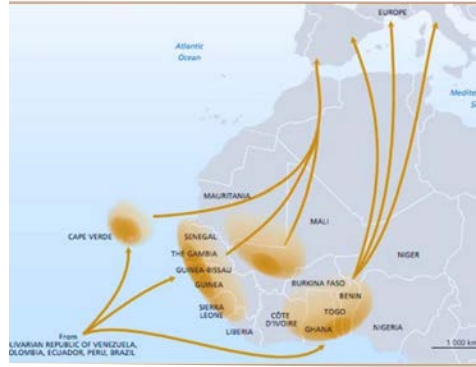 EUROPE
Atlantic
Ocean
Medite
S
MAURITANIA
MALI
CAPE VERDE
SENEGAL
THE GAMBIA
NIGER
GUINEA-BISSAU
GUINEA
BURKINA FASO
BENIN
SIERRA
LEONE
CÔTE
D'IVOIRE
TOGO
GHANA
NIGERIA
LIBERIA
From
OLIVARIAN REPUBLIC OF VENEZUELA,
OLOMBIA, ECUADOR, PERU, BRAZIL
1 000 km